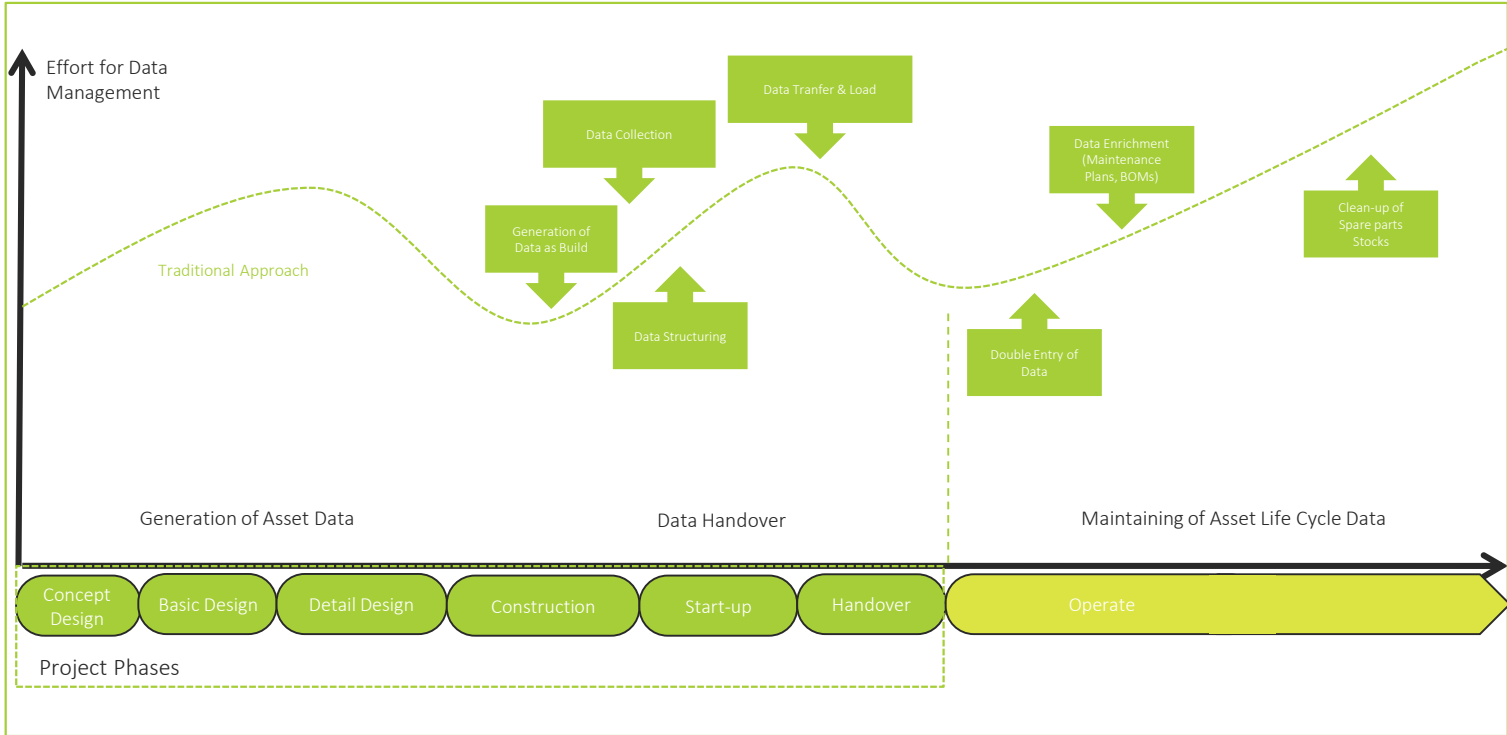 Effort for Data
Management
Data Tranfer & Load
Data Collection
Data Enrichment
(Maintenance
Plans, BOMs)
Generation of
Data as Build
Clean-up of
Spare parts
Stocks
Traditional Approach
Data Structuring
Double Entry of
Data
Generation of Asset Data
Data Handover
Maintaining of Asset Life Cycle Data
Concept
Design
Basic Design
Detail Design
Construction
Start-up
Handover
Operate
Project Phases